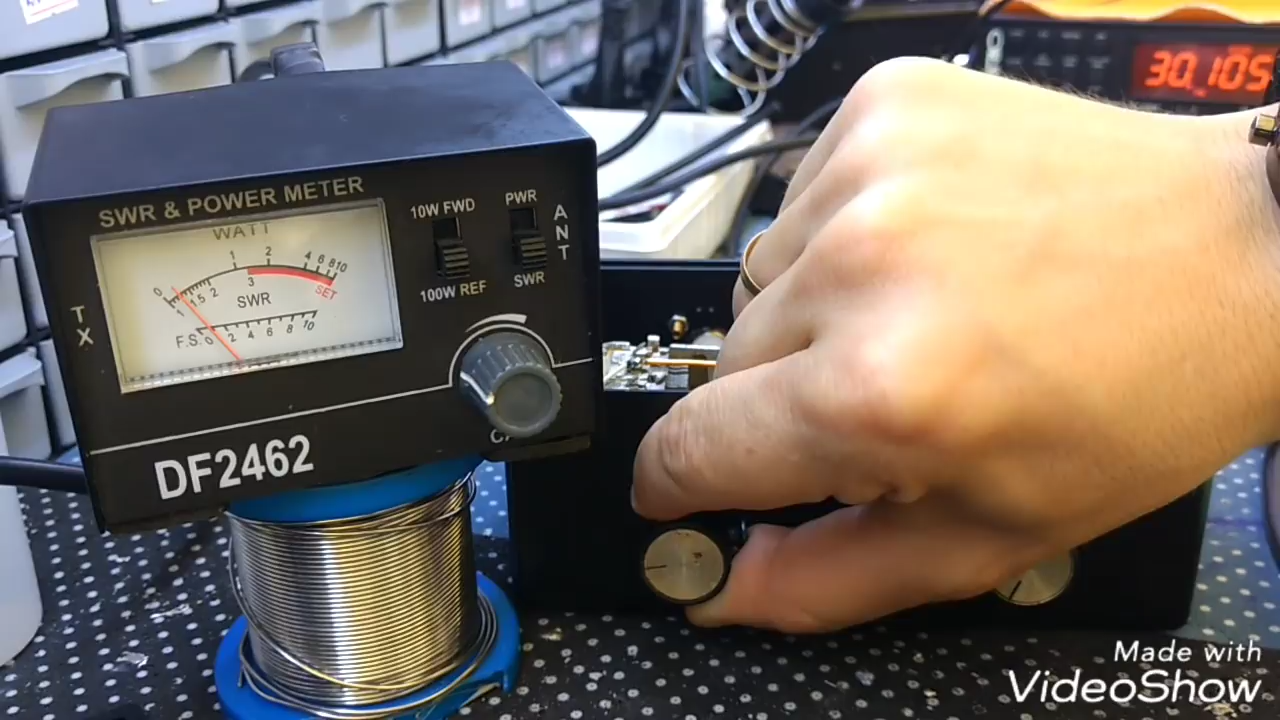 30.105
SWR & POWER METER
WATT
0 1 2 4 6 8 10
1 1.5 2 3
SWR
SET
F.S. 0 2 4 6 8 10
TX
10W FWD
100W REF
PWR
SWR
ANT
DF2462
Made with
VideoShow